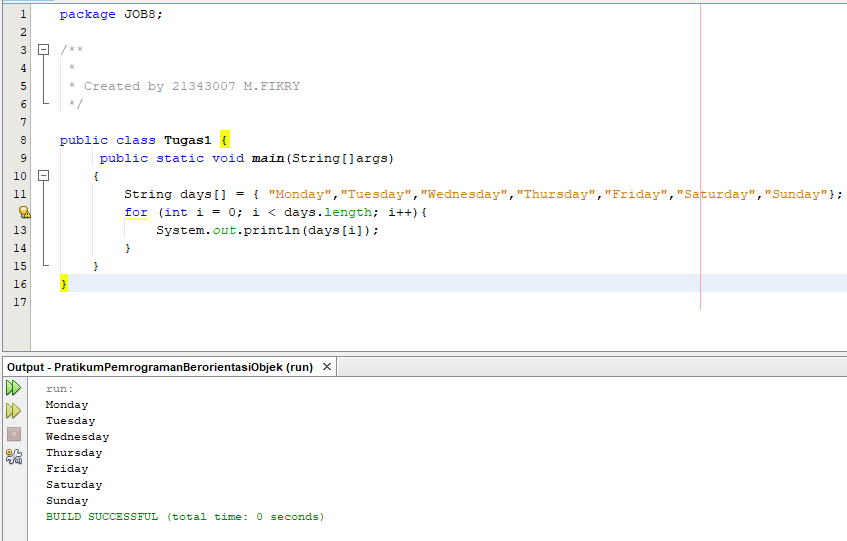 1 package JOB8;
2
3 /**
4 *
5 * Created by 21343007 M.FIKRY
6 */
7
8 public class Tugas1 {
9 public static void main(String[]args)
10 {
11 String days[] = { "Monday","Tuesday","Wednesday","Thursday","Friday","Saturday","Sunday"};
for (int i = 0; i < days.length; i++){
13 System.out.println(days[i]);
14 }
15 }
16 }
17
Output - PratikumPemrogramanBerorientasiObjek (run) ×
run:
Monday
Tuesday
Wednesday
Thursday
Friday
Saturday
Sunday
BUILD SUCCESSFUL (total time: 0 seconds)